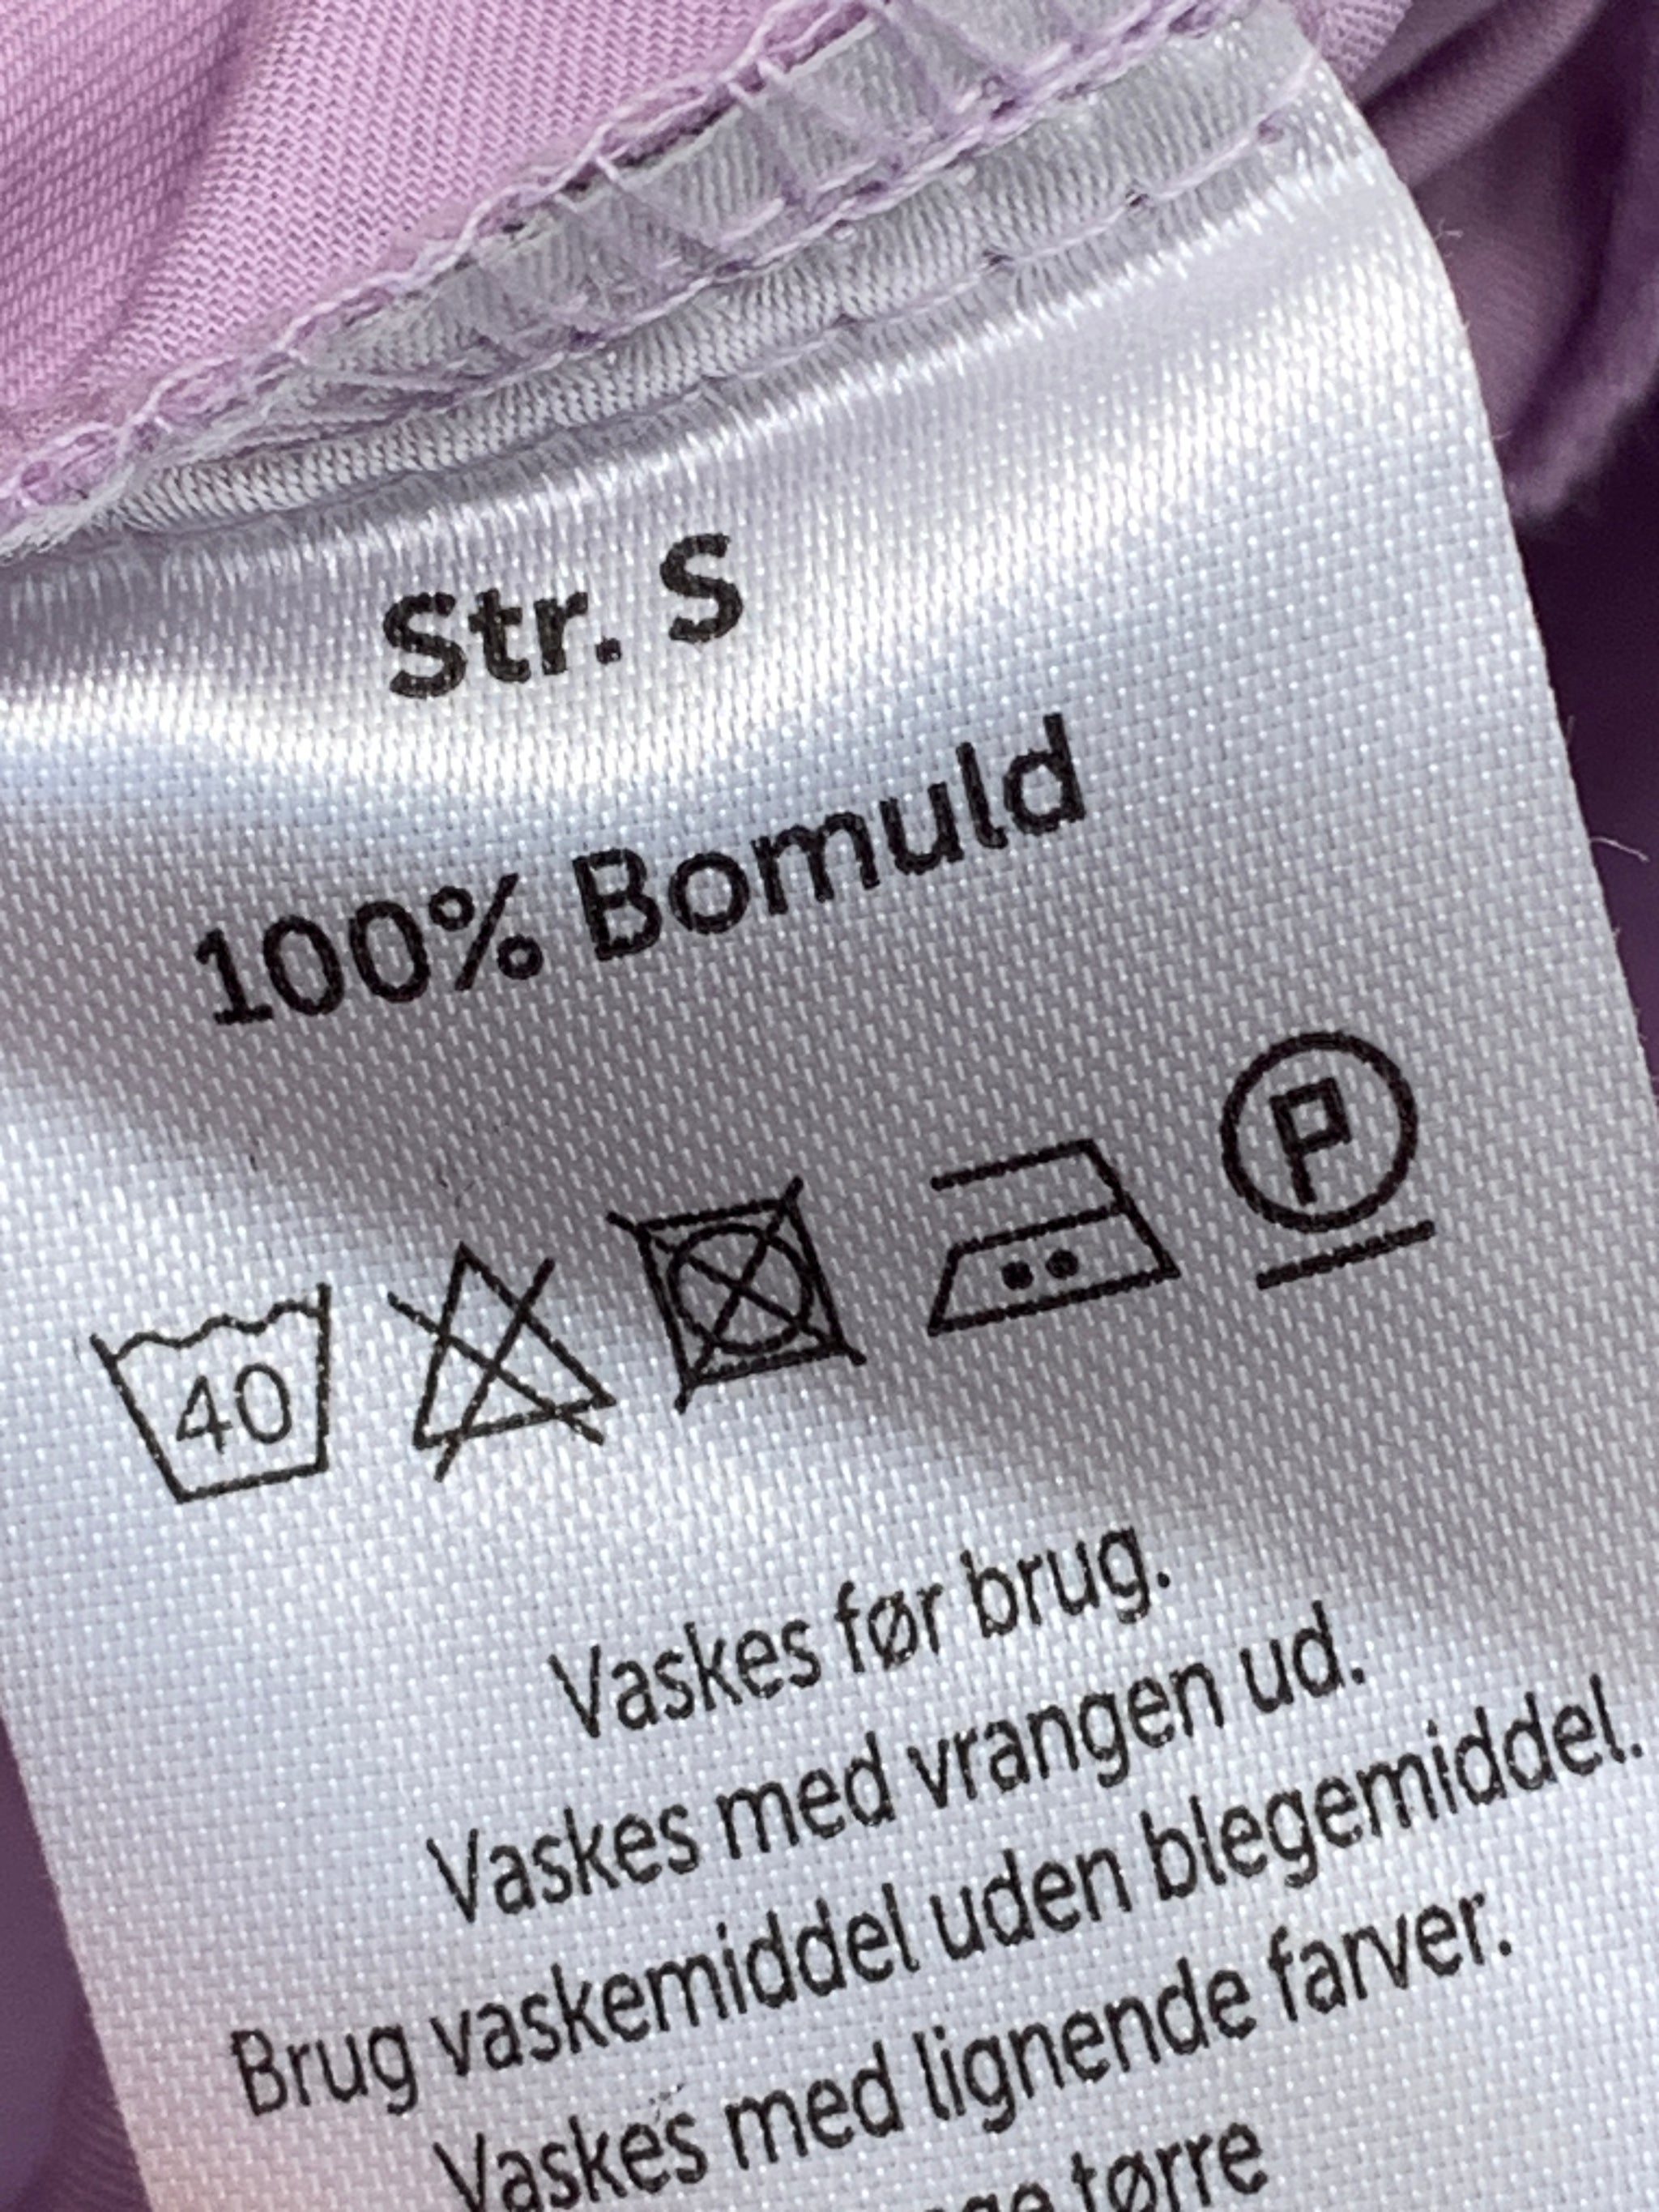 Str. S
100% Bomuld
40
P
Vaskes før brug.
Vaskes med vrangen ud.
Brug vaskemiddel uden blegemiddel.
Vaskes med lignende farver.
tørre